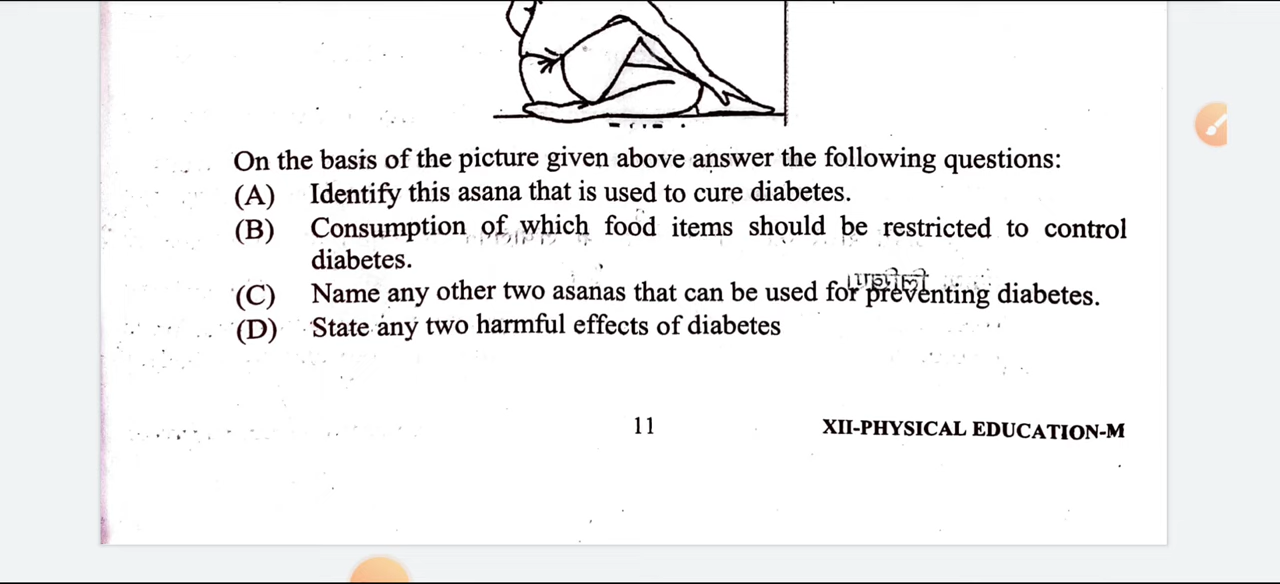 On the basis of the picture given above answer the following questions:
(A) Identify this asana that is used to cure diabetes.
(B) Consumption of which food items should be restricted to control
diabetes.
(C) Name any other two asanas that can be used for preventing diabetes.
(D) State any two harmful effects of diabetes
11 XII-PHYSICAL EDUCATION-M